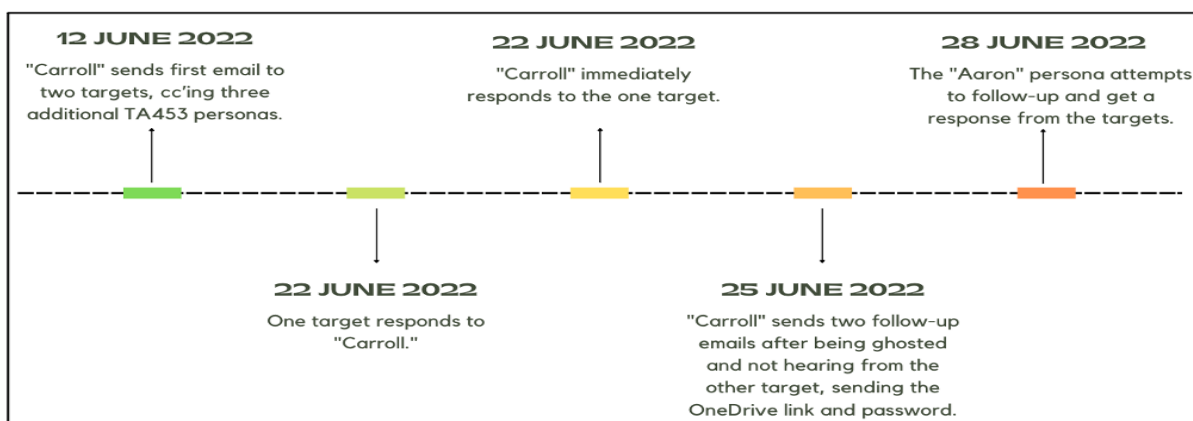 12 JUNE 2022
"Carroll" sends first email to
two targets, cc'ing three
additional TA453 personas.
22 JUNE 2022
One target responds to
"Carroll."
22 JUNE 2022
"Carroll" immediately
responds to the one target.
25 JUNE 2022
"Carroll" sends two follow-up
emails after being ghosted
and not hearing from the
other target, sending the
OneDrive link and password.
28 JUNE 2022
The "Aaron" persona attempts
to follow-up and get a
response from the targets.